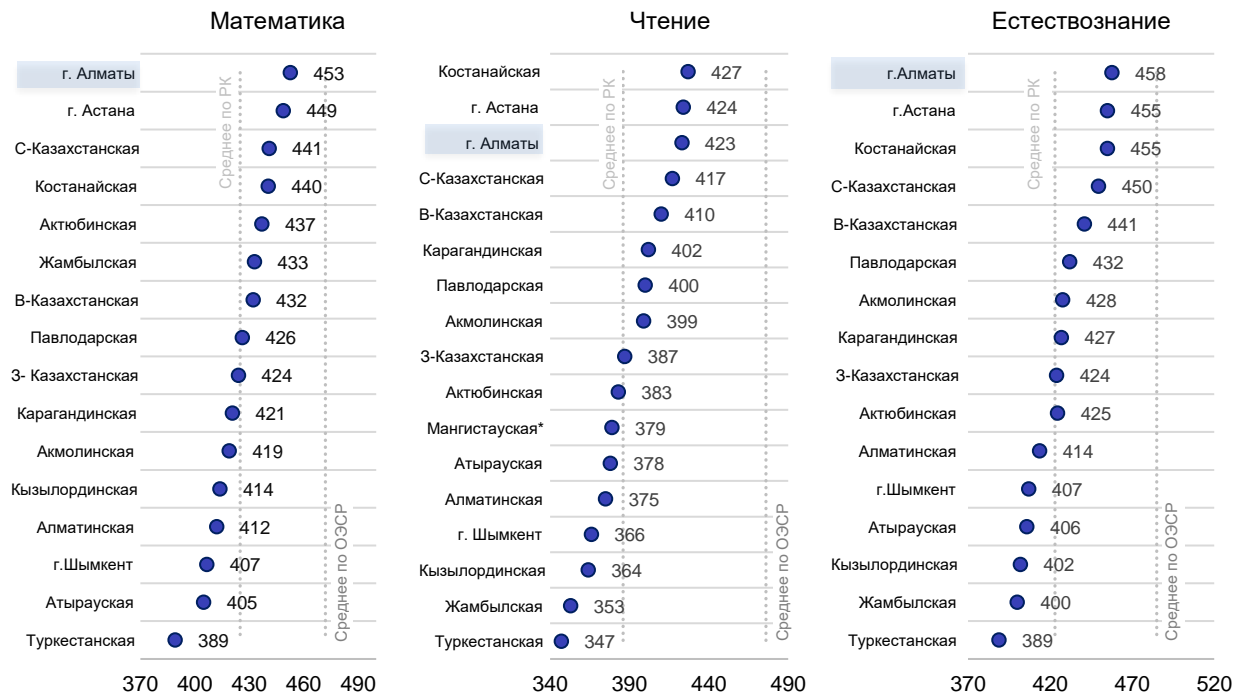 Математика
г. Алматы 453
г. Астана 449
С-Казахстанская 441
Костанайская 440
Актюбинская 437
Жамбылская 433
В-Казахстанская 432
Павлодарская 426
З- Казахстанская 424
Карагандинская 421
Акмолинская 419
Кызылординская 414
Алматинская 412
г.Шымкент 407
Атырауская 405
Туркестанская 389
Среднее по РК
Среднее по ОЭСР
370 400 430 460 490
Чтение
Костанайская 427
г. Астана 424
г. Алматы 423
С-Казахстанская 417
В-Казахстанская 410
Карагандинская 402
Павлодарская 400
Акмолинская 399
З-Казахстанская 387
Актюбинская 383
Мангистауская* 379
Атырауская 378
Алматинская 375
г. Шымкент 366
Кызылординская 364
Жамбылская 353
Туркестанская 347
Среднее по РК
Среднее по ОЭСР
340 390 440 490
Естествознание
г.Алматы 458
г.Астана 455
Костанайская 455
С-Казахстанская 450
В-Казахстанская 441
Павлодарская 432
Акмолинская 428
Карагандинская 427
З-Казахстанская 424
Актюбинская 425
Алматинская 414
г.Шымкент 407
Атырауская 406
Кызылординская 402
Жамбылская 400
Туркестанская 389
Среднее по РК
Среднее по ОЭСР
370 420 470 520